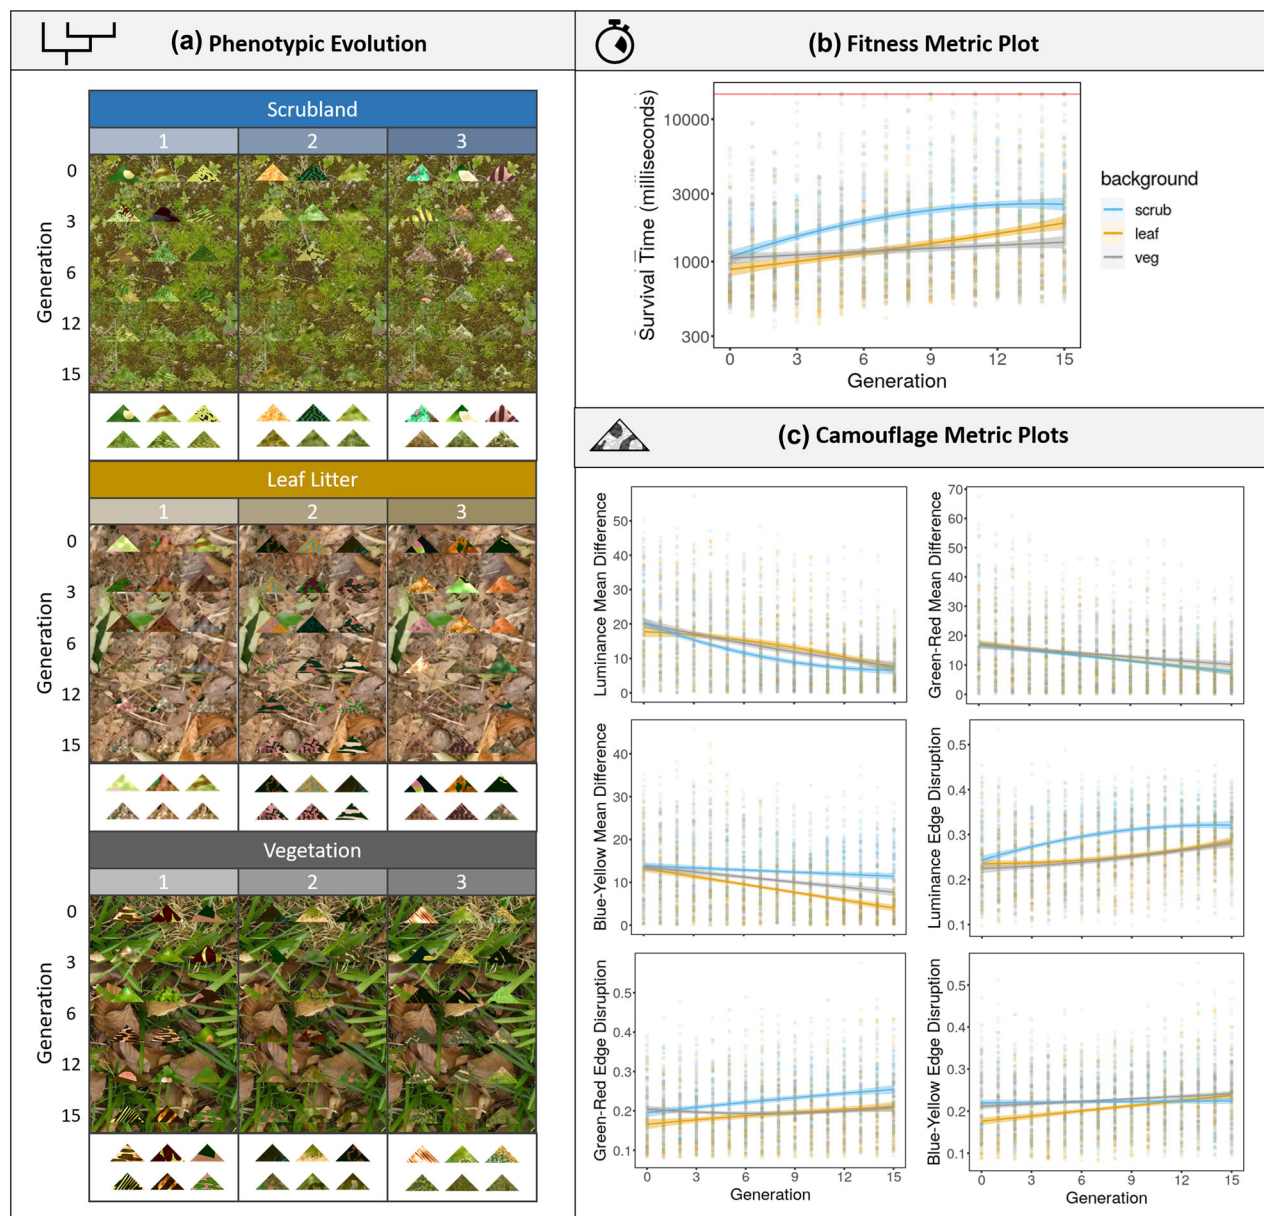 (a) Phenotypic Evolution
Scrubland
1 2 3
Generation
0
3
6
12
15
Leaf Litter
1 2 3
Generation
0
3
6
12
15
Vegetation
1 2 3
Generation
0
3
6
12
15
(b) Fitness Metric Plot
Survival Time (milliseconds)
10000
3000
1000
300
0 3 6 9 12 15
Generation
background
scrub
leaf
veg
(c) Camouflage Metric Plots
Luminance Mean Difference
50
40
30
20
10
0
Green-Red Mean Difference
70
60
50
40
30
20
10
0
Blue-Yellow Mean Difference
40
30
20
10
0
Luminance Edge Disruption
0.5
0.4
0.3
0.2
0.1
Green-Red Edge Disruption
0.5
0.4
0.3
0.2
0.1
0 3 6 9 12 15
Generation
Blue-Yellow Edge Disruption
0.5
0.4
0.3
0.2
0.1
0 3 6 9 12 15
Generation